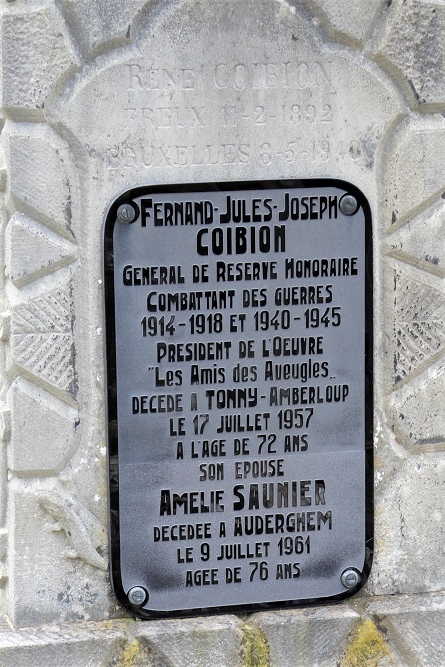 RENE COIBION
FREUX 11-2-1892
BRUXELLES 8-5-1940
FERNAND-JULES-JOSEPH
COIBION
GENERAL DE RESERVE HONORAIRE
COMBATTANT DES GUERRES
1914-1918 ET 1940-1945
PRESIDENT DE L'OEUVRE
"LES AMIS DES AVEUGLES"
DECEDE A TONNY-AMBERLOUP
LE 17 JUILLET 1957
A L'AGE DE 72 ANS
SON EPOUSE
AMELIE SAUNIER
DECEDEE A AUDERGHEM
LE 9 JUILLET 1961
AGEE DE 76 ANS